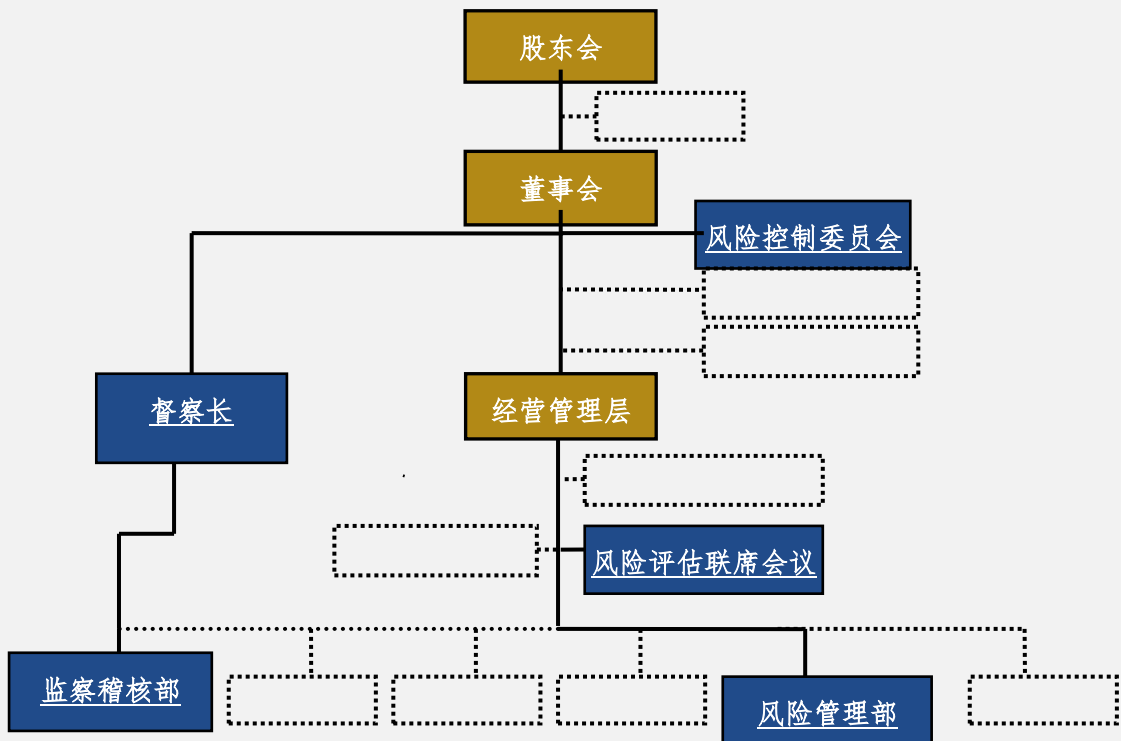 股东会
董事会
风险控制委员会
督察长
经营管理层
风险评估联席会议
监察稽核部
风险管理部